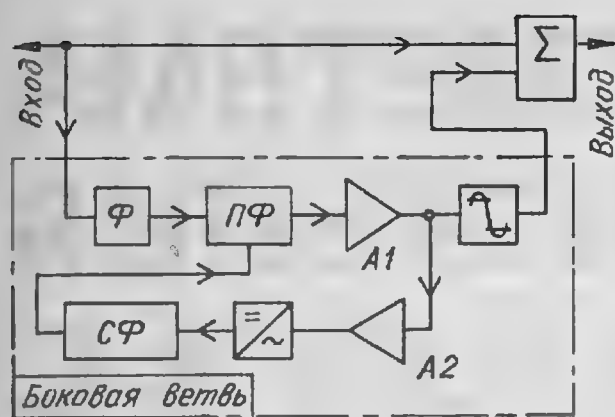 Σ
Вход
Выход
Ф
ПФ
A1
СФ
=
~
A2
Боковая ветвь